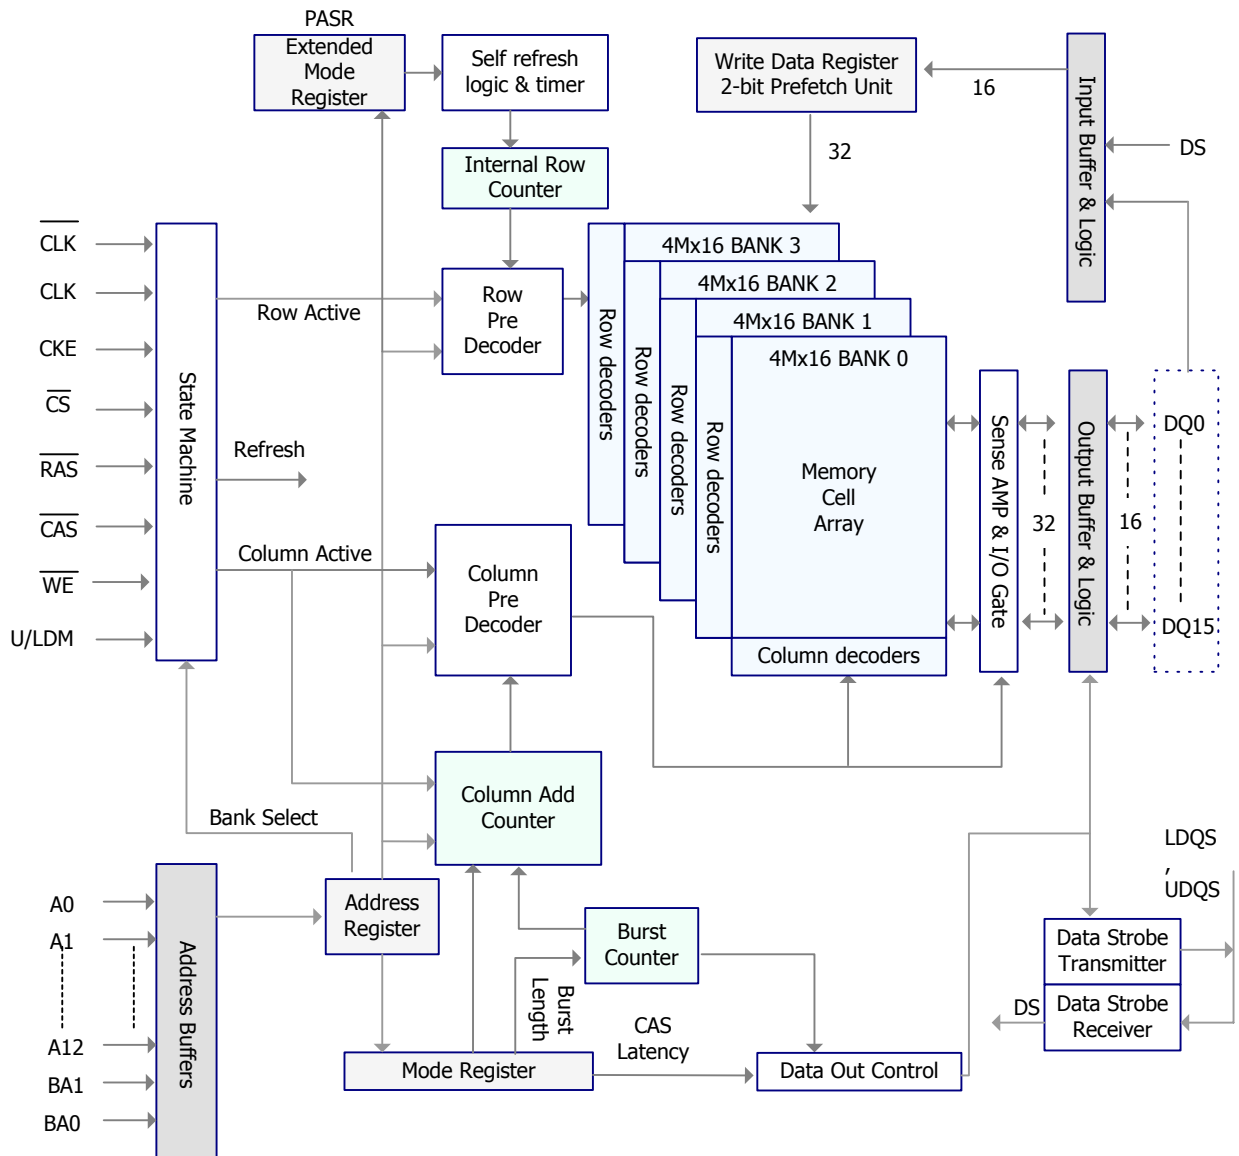 PASR
Extended
Mode
Register
Self refresh
logic & timer
Write Data Register
2-bit Prefetch Unit
16
Input Buffer & Logic
DS
32
Internal Row
Counter
CLK
CLK
CKE
CS
RAS
CAS
WE
U/LDM
State Machine
Row Active
Refresh
Column Active
Row
Pre
Decoder
4Mx16 BANK 3
4Mx16 BANK 2
4Mx16 BANK 1
4Mx16 BANK 0
Row decoders
Row decoders
Row decoders
Row decoders
Memory
Cell
Array
Column decoders
Sense AMP & I/O Gate
32
Output Buffer & Logic
16
DQ0
DQ15
Column
Pre
Decoder
Column Add
Counter
Bank Select
A0
A1
A12
BA1
BA0
Address Buffers
Address
Register
Burst
Counter
Burst
Length
CAS
Latency
Mode Register
Data Out Control
LDQS
,
UDQS
Data Strobe
Transmitter
DS
Data Strobe
Receiver